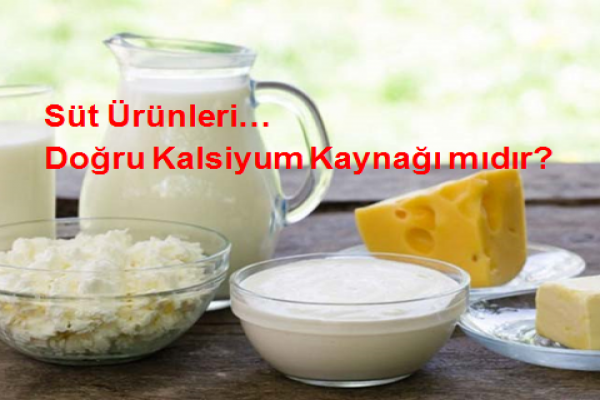 Süt Ürünleri...
Doğru Kalsiyum Kaynağı mıdır?